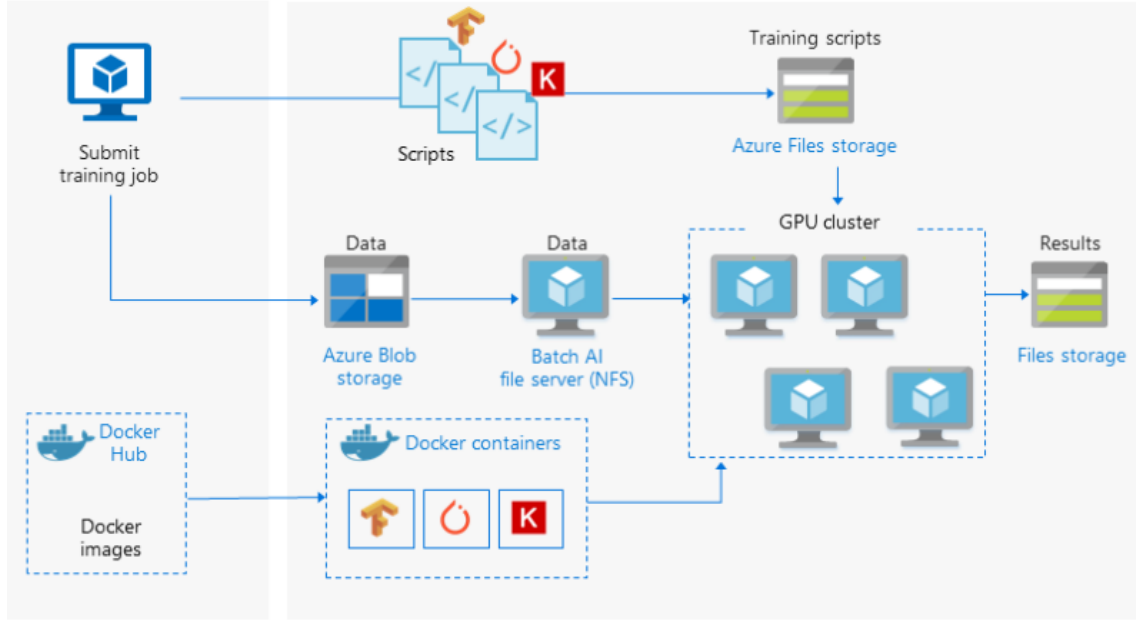 Submit
training job
</>
</>
</>
K
Scripts
Training scripts
Azure Files storage
Data
Azure Blob
storage
Data
Batch AI
file server (NFS)
GPU cluster
Results
Files storage
Docker
Hub
Docker
images
Docker containers
K